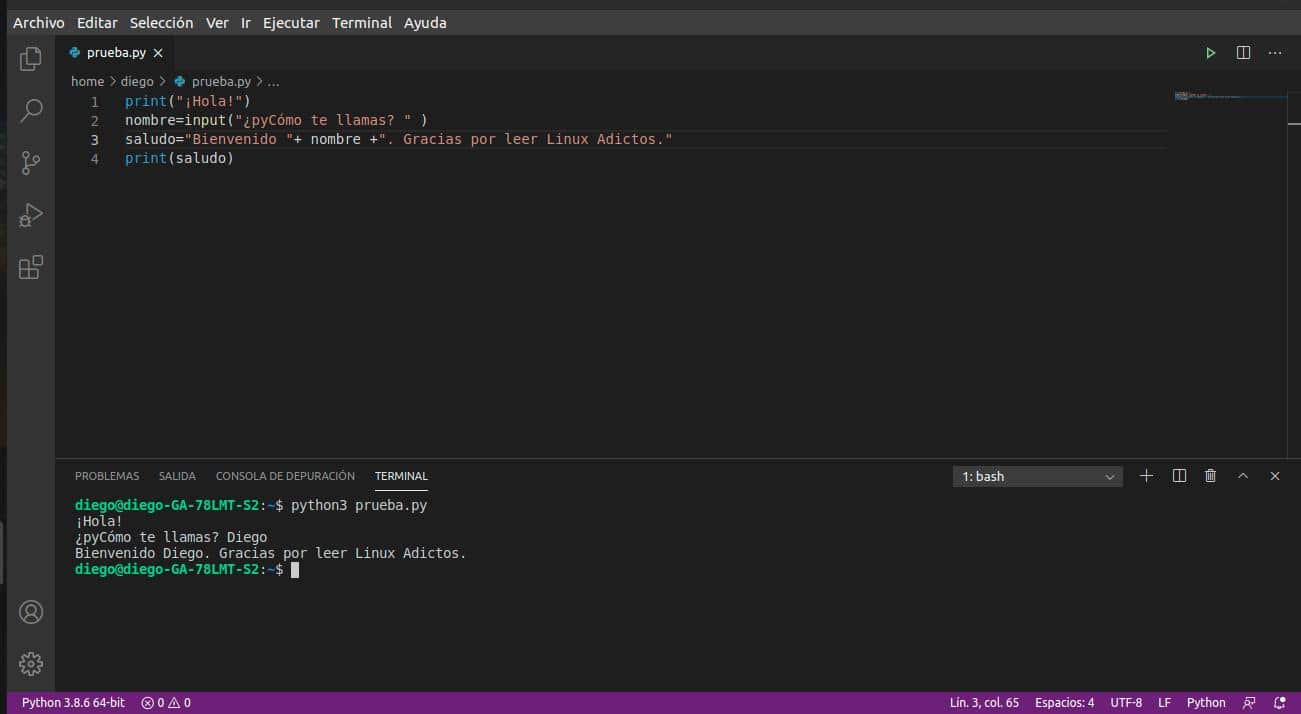 Archivo Editar Selección Ver Ir Ejecutar Terminal Ayuda
prueba.py
home > diego > prueba.py > ...
1 print("¡Hola!")
2 nombre=input("¿pyCómo te llamas? " )
3 saludo="Bienvenido "+ nombre +". Gracias por leer Linux Adictos."
4 print(saludo)
PROBLEMAS SALIDA CONSOLA DE DEPURACIÓN TERMINAL 1: bash
diego@diego-GA-78LMT-S2:~$ python3 prueba.py
¡Hola!
¿pyCómo te llamas? Diego
Bienvenido Diego. Gracias por leer Linux Adictos.
diego@diego-GA-78LMT-S2:~$
Python 3.8.6 64-bit 0 0 Lín. 3, col. 65 Espacios: 4 UTF-8 LF Python